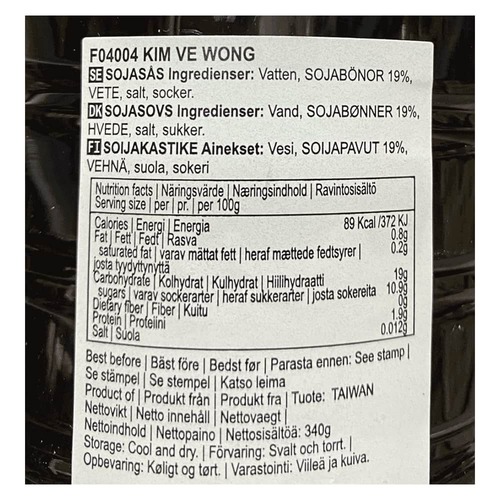 F04004 KIM VE WONG
SE SOJASÅS Ingredienser: Vatten, SOJABÖNOR 19%,
VETE, salt, socker.
DK SOJASOVS Ingredienser: Vand, SOJABØNNER 19%,
HVEDE, salt, sukker.
FI SOIJAKASTIKE Ainekset: Vesi, SOIJAPAVUT 19%,
VEHNÄ, suola, sokeri
Nutrition facts | Näringsvärde | Næringsindhold | Ravintosisältö
Serving size | per | pr. | per 100g
Calories | Energi | Energia 89 Kcal /372 KJ
Fat | Fett | Fedt | Rasva 0.8g
saturated fat | varav mättat fett | heraf mættede fedtsyrer | 0.2g
josta tyydyttynyttä
Carbohydrate | Kolhydrat | Kulhydrat | Hiilihydraatti 19g
sugars | varav sockerarter | heraf sukkerarter | josta sokereita 10.9g
Dietary fiber | Fiber | Kuitu 0g
Protein | Proteiini 1.9g
Salt | Suola 0.012g
Best before | Bäst före | Bedst før | Parasta ennen: See stamp |
Se stämpel | Se stempel | Katso leima
Product of | Produkt från | Produkt fra | Tuote: TAIWAN
Nettovikt | Netto innehåll | Nettovaegt |
Nettoindhold | Nettopaino | Nettosisältöä: 340g
Storage: Cool and dry. | Förvaring: Svalt och torrt. |
Opbevaring: Køligt og tørt. | Varastointi: Viileä ja kuiva.